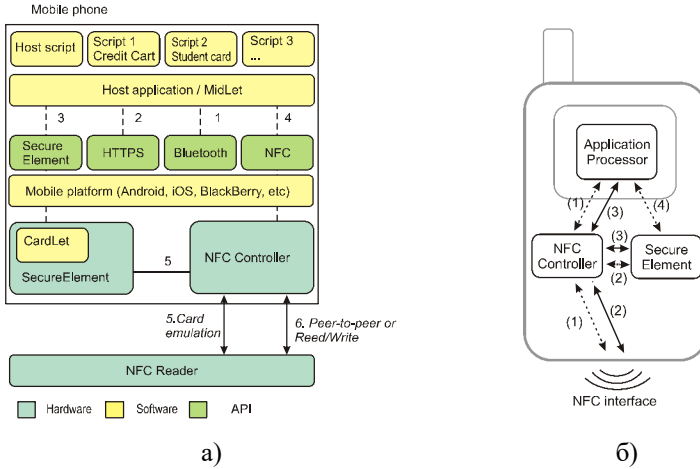 Mobile phone
Host script
Script 1
Credit Cart
Script 2
Student card
Script 3
...
Host application / MidLet
3
2
1
4
Secure
Element
HTTPS
Bluetooth
NFC
Mobile platform (Android, iOS, BlackBerry, etc)
CardLet
SecureElement
5
NFC Controller
5.Card
emulation
6. Peer-to-peer or
Reed/Write
NFC Reader
Hardware
Software
API
a)
Application
Processor
(1)
(3)
(4)
NFC
Controller
(3)
(2)
Secure
Element
(1)
(2)
NFC interface
б)